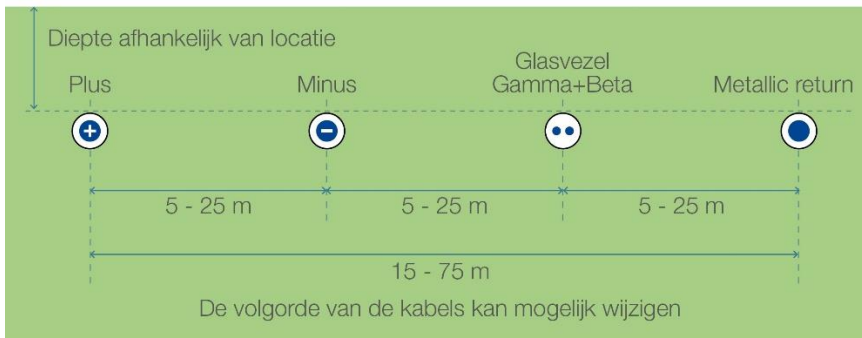 Diepte afhankelijk van locatie
Plus
Minus
Glasvezel
Gamma+Beta
Metallic return
5 - 25 m
5 - 25 m
5 - 25 m
15 - 75 m
De volgorde van de kabels kan mogelijk wijzigen